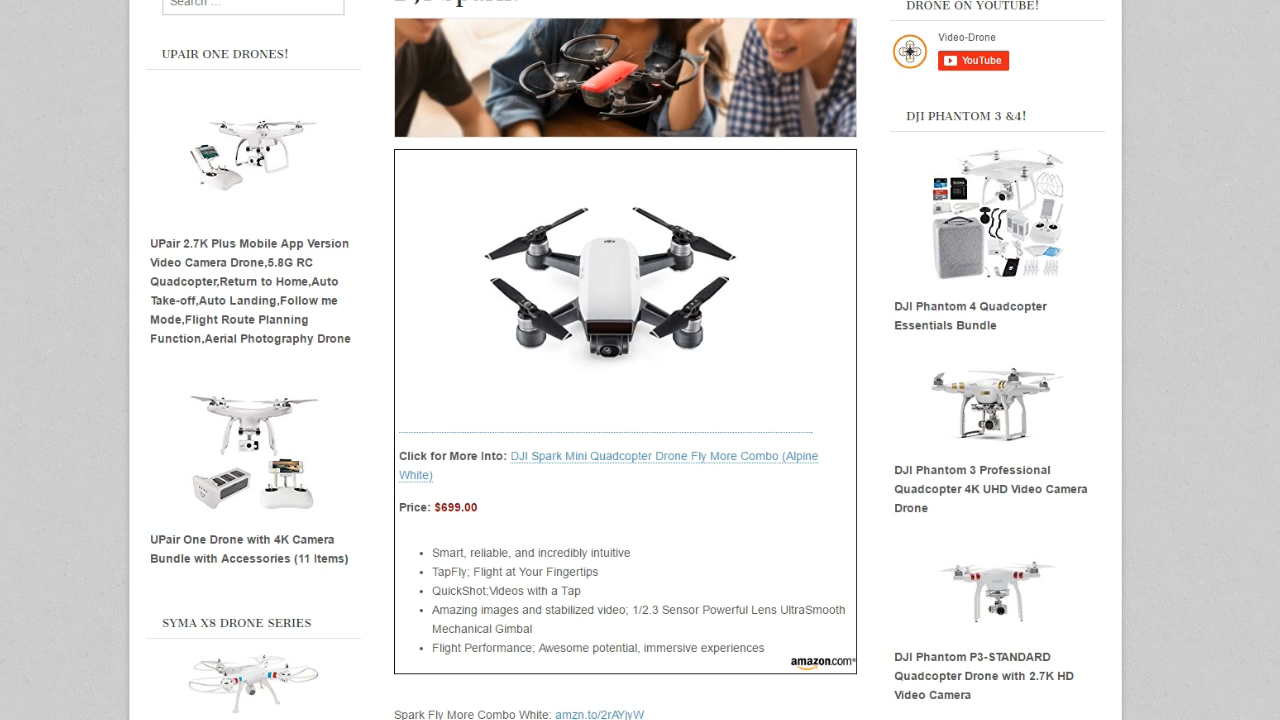 Search …
UPAIR ONE DRONES!
UPair 2.7K Plus Mobile App Version
Video Camera Drone,5.8G RC
Quadcopter,Return to Home,Auto
Take-off,Auto Landing,Follow me
Mode,Flight Route Planning
Function,Aerial Photography Drone
UPair One Drone with 4K Camera
Bundle with Accessories (11 Items)
SYMA X8 DRONE SERIES
DJI Spark!
Click for More Into: DJI Spark Mini Quadcopter Drone Fly More Combo (Alpine
White)
Price: $699.00
• Smart, reliable, and incredibly intuitive
• TapFly; Flight at Your Fingertips
• QuickShot;Videos with a Tap
• Amazing images and stabilized video; 1/2.3 Sensor Powerful Lens UltraSmooth
Mechanical Gimbal
• Flight Performance; Awesome potential, immersive experiences
amazon.com®
Spark Fly More Combo White: amzn.to/2rAYjyW
DRONE ON YOUTUBE!
Video-Drone
YouTube
DJI PHANTOM 3 &4!
DJI Phantom 4 Quadcopter
Essentials Bundle
DJI Phantom 3 Professional
Quadcopter 4K UHD Video Camera
Drone
DJI Phantom P3-STANDARD
Quadcopter Drone with 2.7K HD
Video Camera